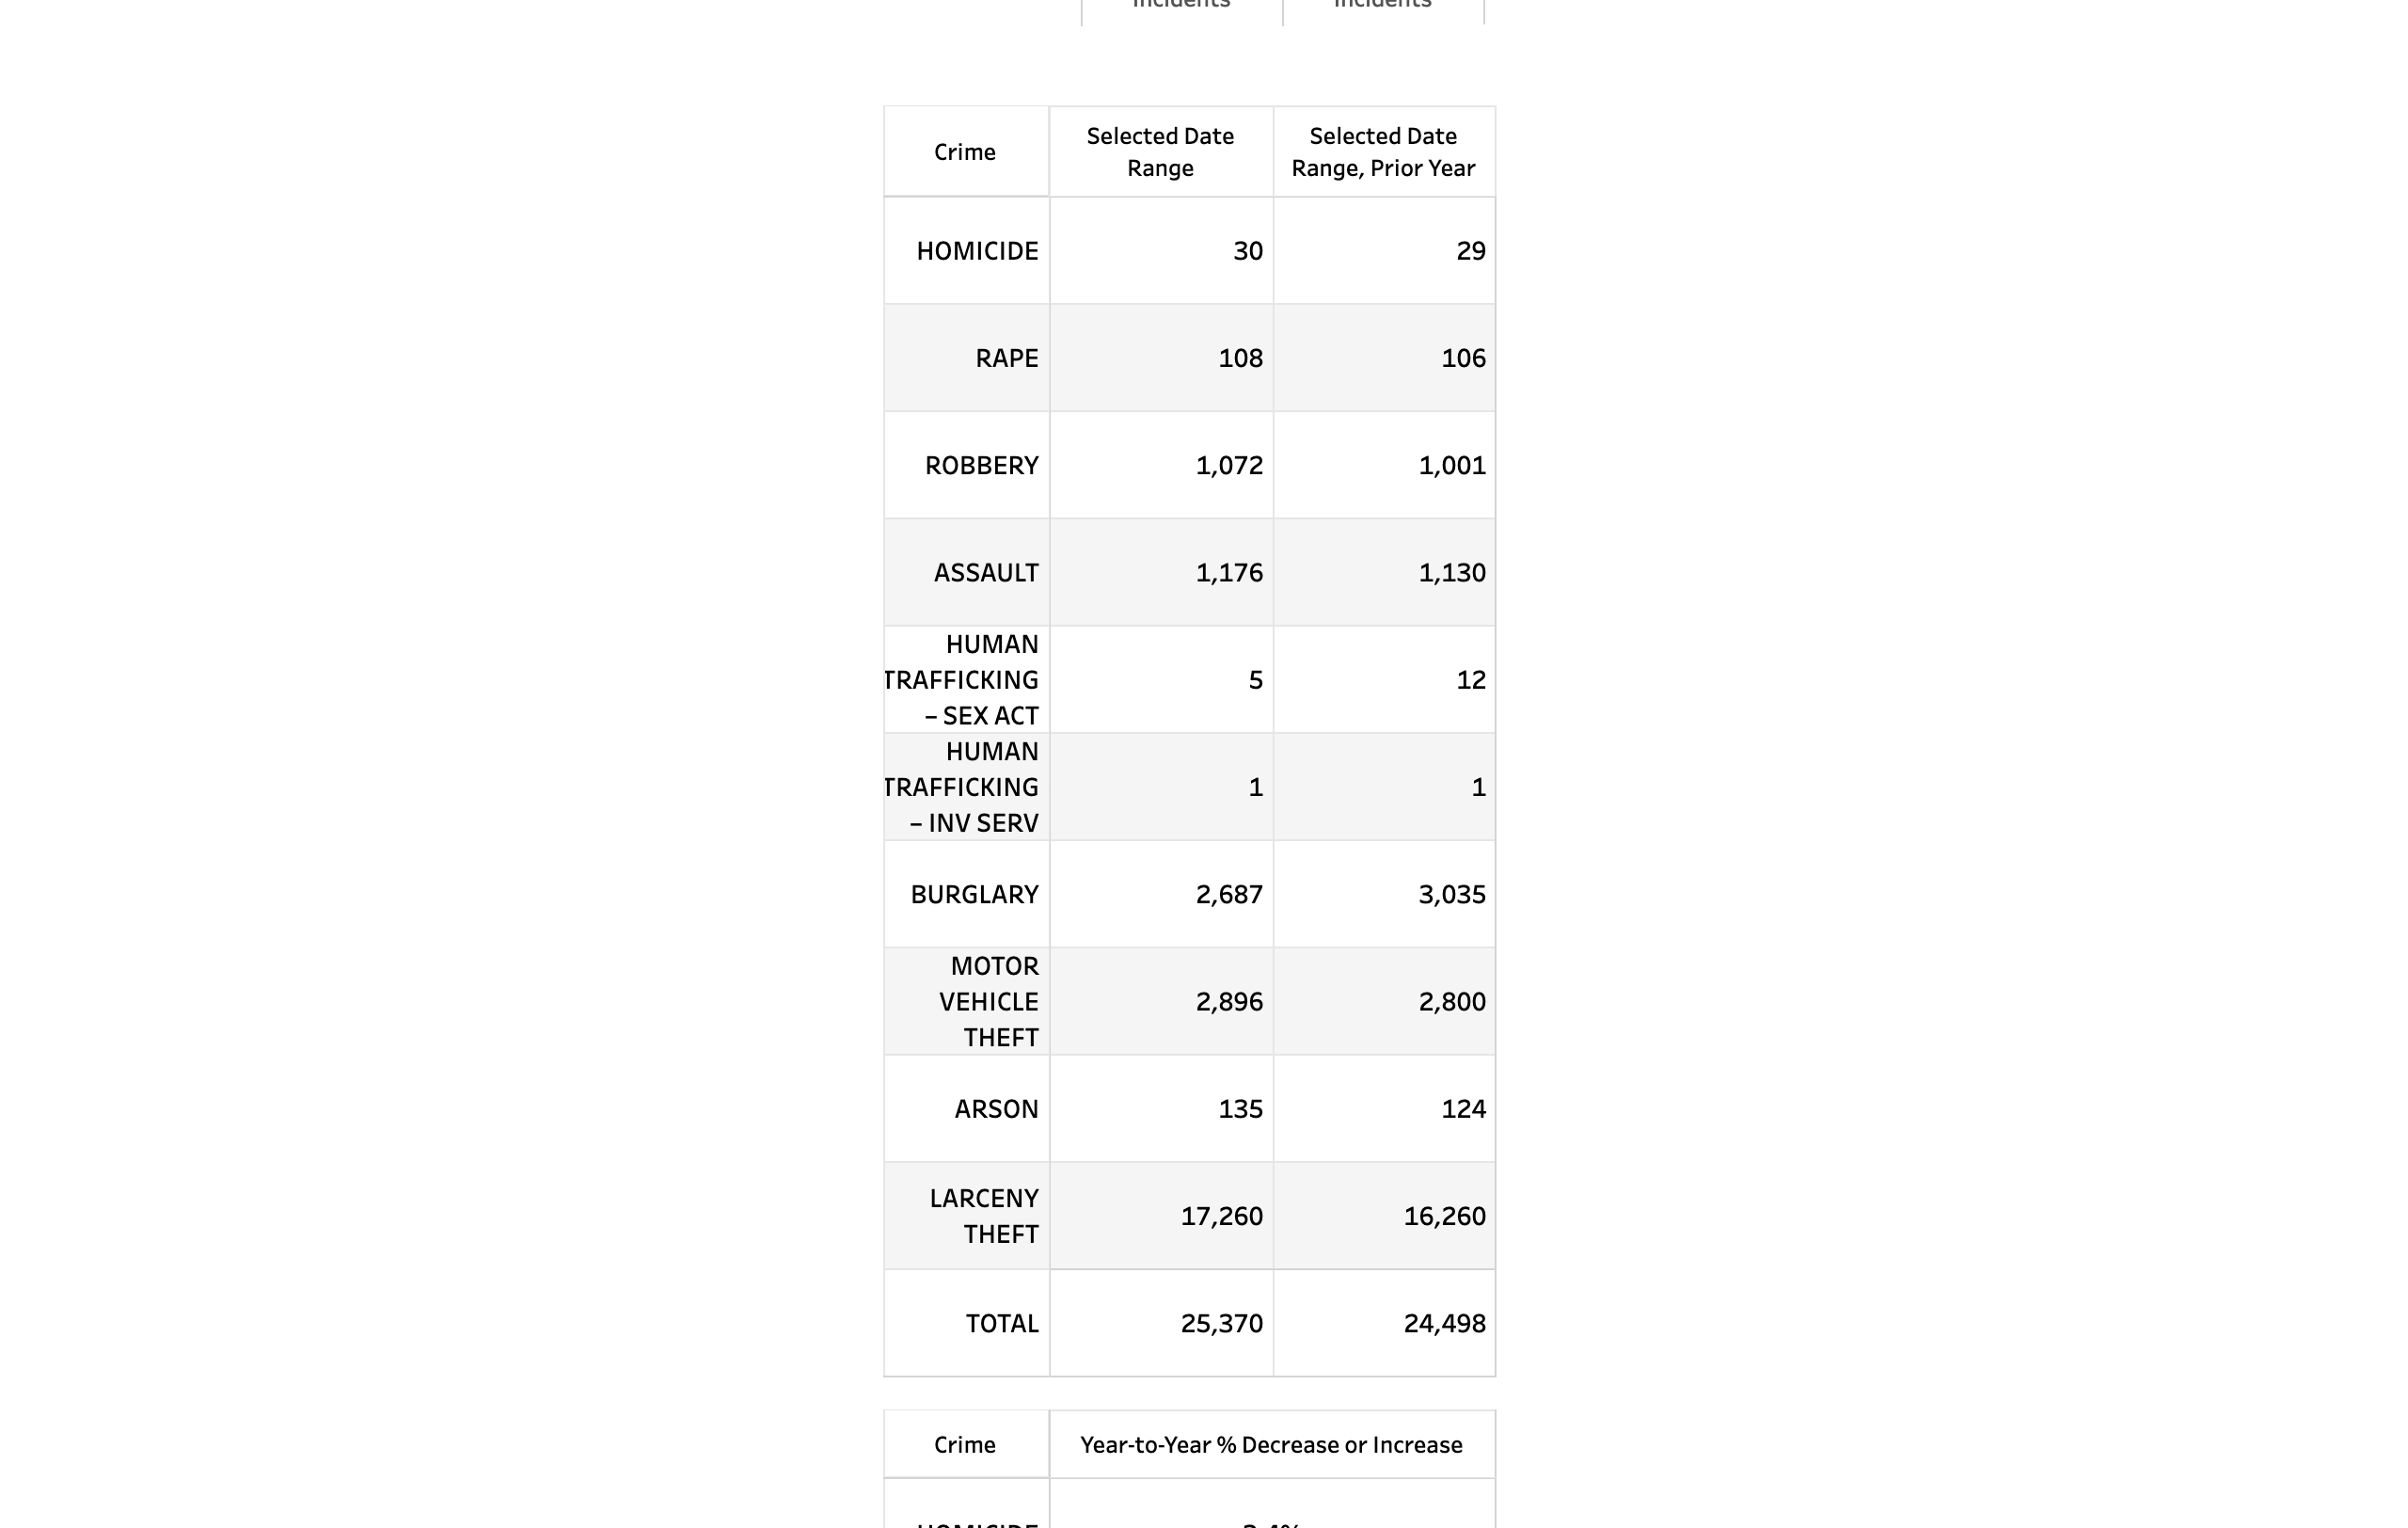 Incidents Incidents
Crime
Selected Date
Range
Selected Date
Range, Prior Year
HOMICIDE 30 29
RAPE 108 106
ROBBERY 1,072 1,001
ASSAULT 1,176 1,130
HUMAN
TRAFFICKING
– SEX ACT
5 12
HUMAN
TRAFFICKING
– INV SERV
1 1
BURGLARY 2,687 3,035
MOTOR
VEHICLE
THEFT
2,896 2,800
ARSON 135 124
LARCENY
THEFT
17,260 16,260
TOTAL 25,370 24,498
Crime Year-to-Year % Decrease or Increase
HOMICIDE 3.4%